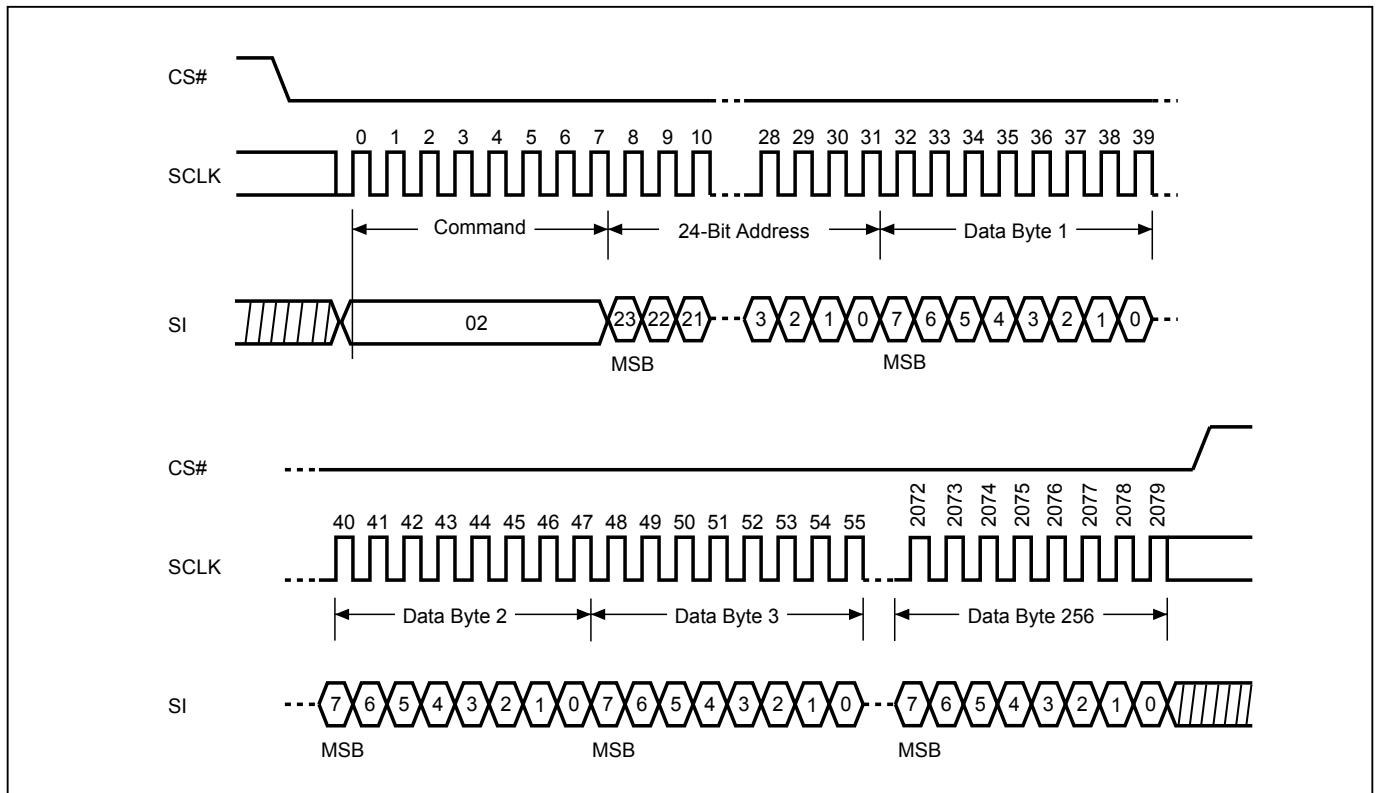 CS#
0 1 2 3 4 5 6 7 8 9 10 28 29 30 31 32 33 34 35 36 37 38 39
SCLK
Command 24-Bit Address Data Byte 1
SI 02 23 22 21 3 2 1 0 7 6 5 4 3 2 1 0
MSB MSB
CS#
2072 2073 2074 2075 2076 2077 2078 2079
40 41 42 43 44 45 46 47 48 49 50 51 52 53 54 55
SCLK
Data Byte 2 Data Byte 3 Data Byte 256
SI 7 6 5 4 3 2 1 0 7 6 5 4 3 2 1 0 7 6 5 4 3 2 1 0
MSB MSB MSB